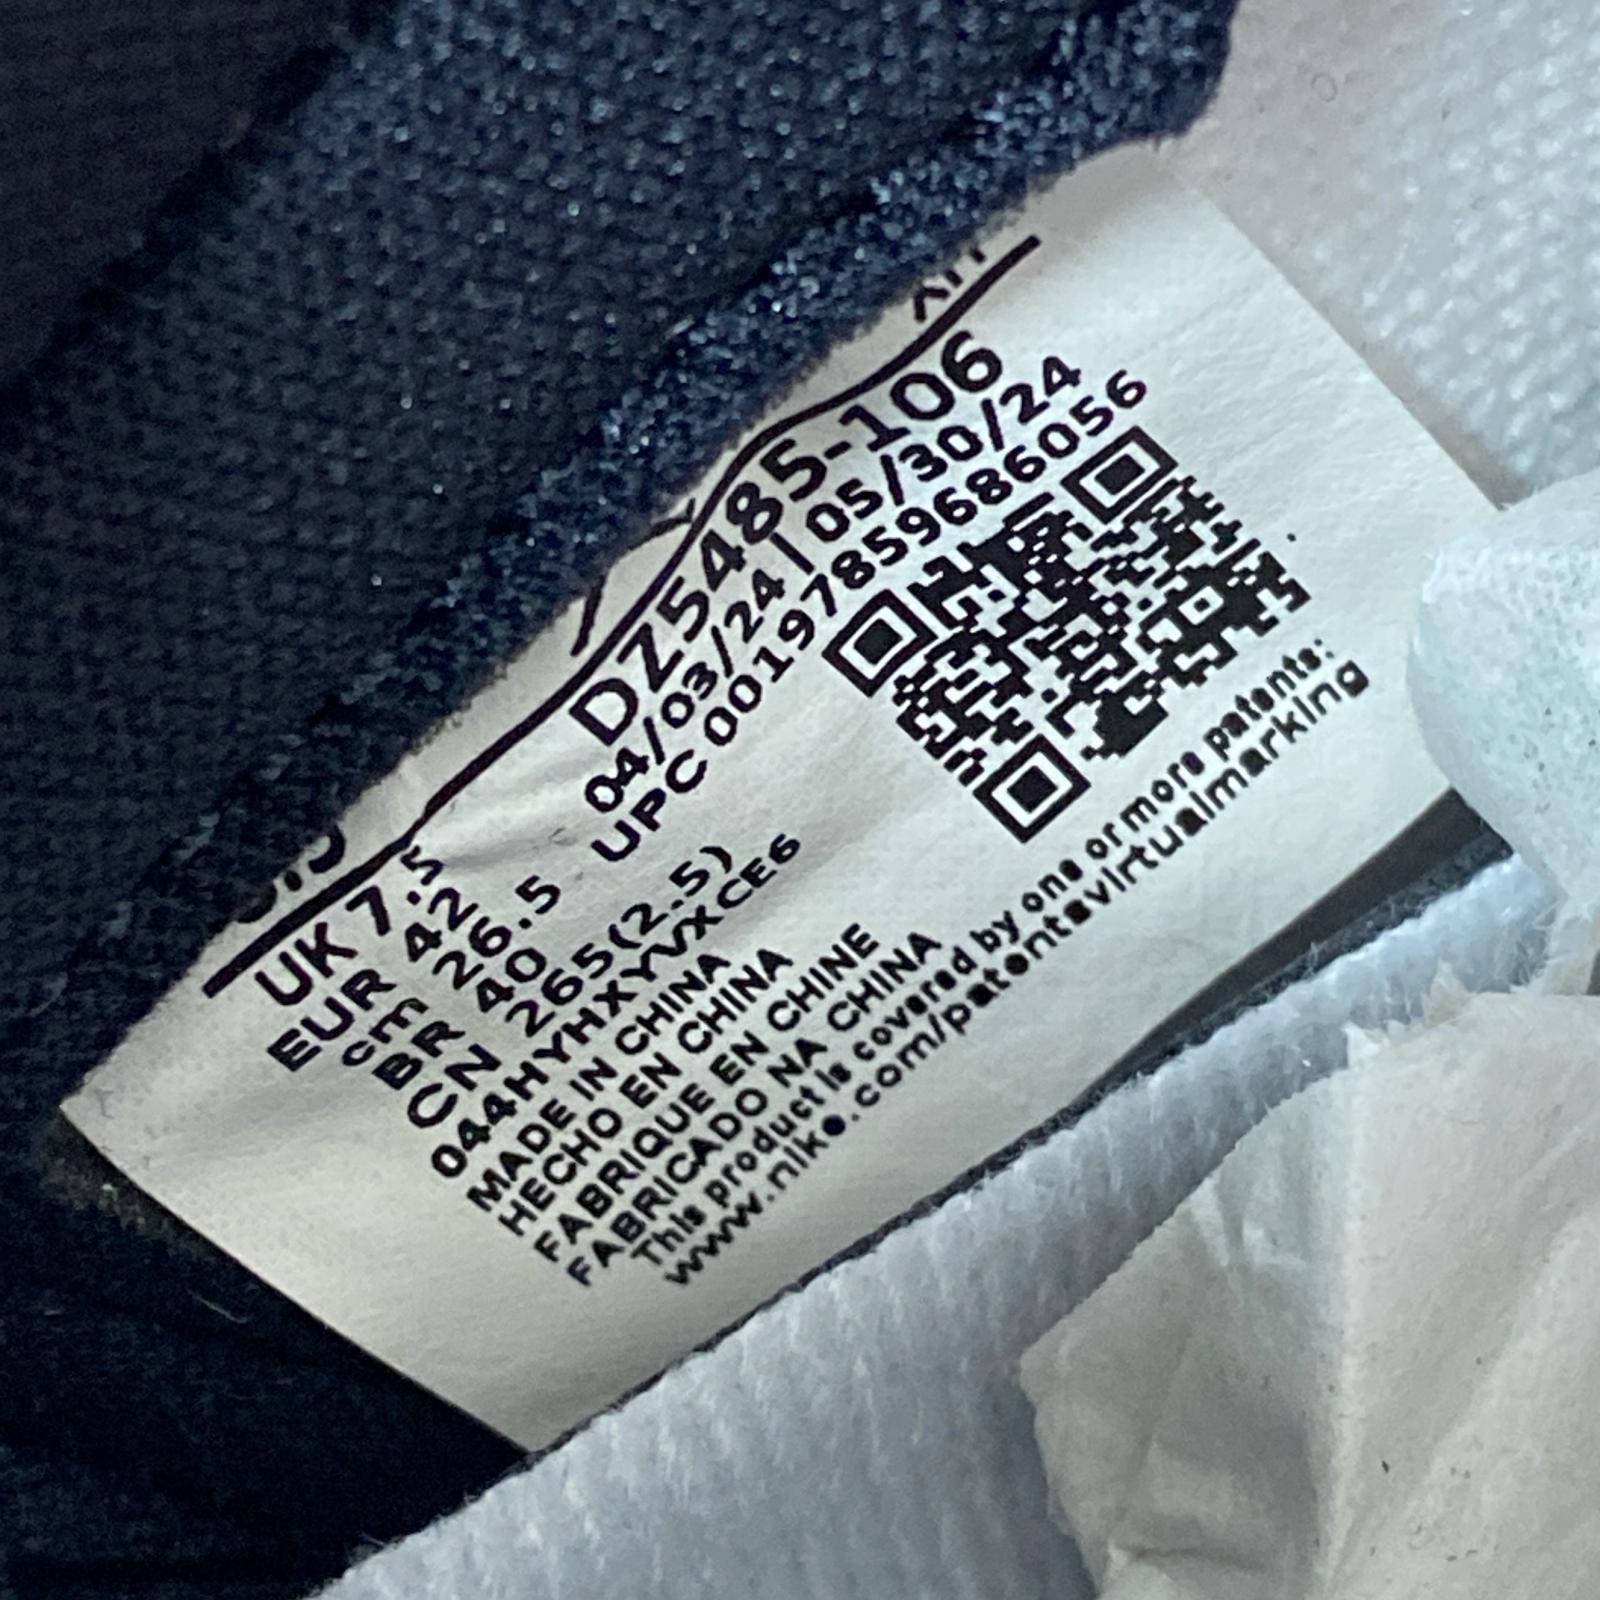 UK 7.5
EUR 42
cm 26.5
BR 40
CN 265(2.5)
DZ5485-106
04/03/24 | 05/30/24
UPC 00197859686056
044HYHXYVXCE6
MADE IN CHINA
HECHO EN CHINA
FABRIQUE EN CHINE
FABRICADO NA CHINA
This product is covered by one or more patents:
www.nike.com/patentavirtualmarking